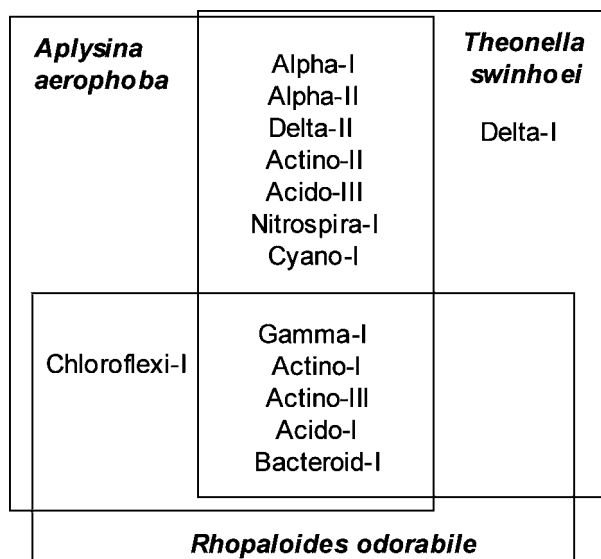 Aplysina
aerophoba
Alpha-I
Alpha-II
Delta-II
Actino-II
Acido-III
Nitrospira-I
Cyano-I
Theonella
swinhoei
Delta-I
Chloroflexi-I
Gamma-I
Actino-I
Actino-III
Acido-I
Bacteroid-I
Rhopaloides odorabile